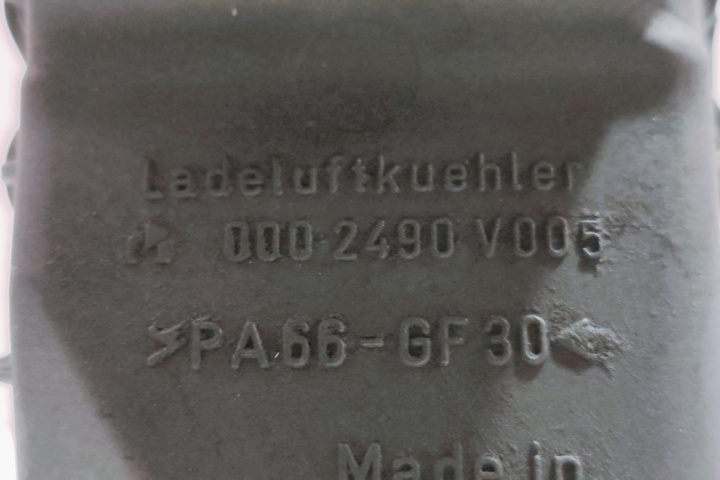 Ladeluftkuehler
000 2490 V005
>PA66-GF30<
Made in